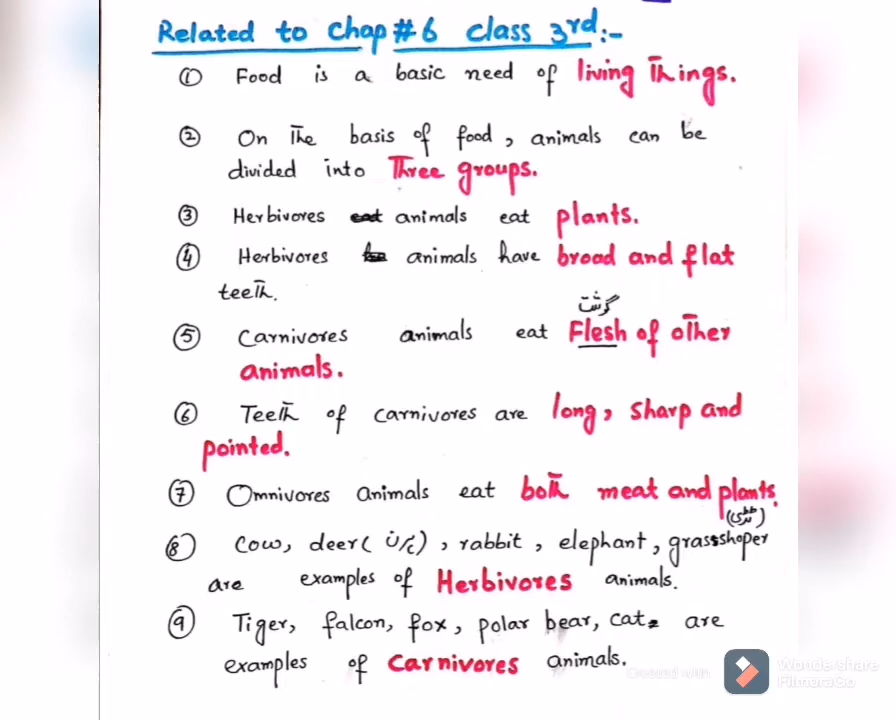 Related to Chap # 6 class 3rd:-
① Food is a basic need of living things.
② On the basis of food, animals can be
divided into Three groups.
③ Herbivores animals eat plants.
④ Herbivores animals have broad and flat
teeth.
گوشت
⑤ Carnivores animals eat Flesh of other
animals.
⑥ Teeth of carnivores are long, sharp and
pointed.
⑦ Omnivores animals eat both meat and plants.
(ٹڈی)
⑧ Cow, deer (ہرن), rabbit, elephant, grassshoper
are examples of Herbivores animals.
⑨ Tiger, falcon, fox, polar bear, cat are
examples of Carnivores animals.
Created with
Wondershare
FilmoraGo